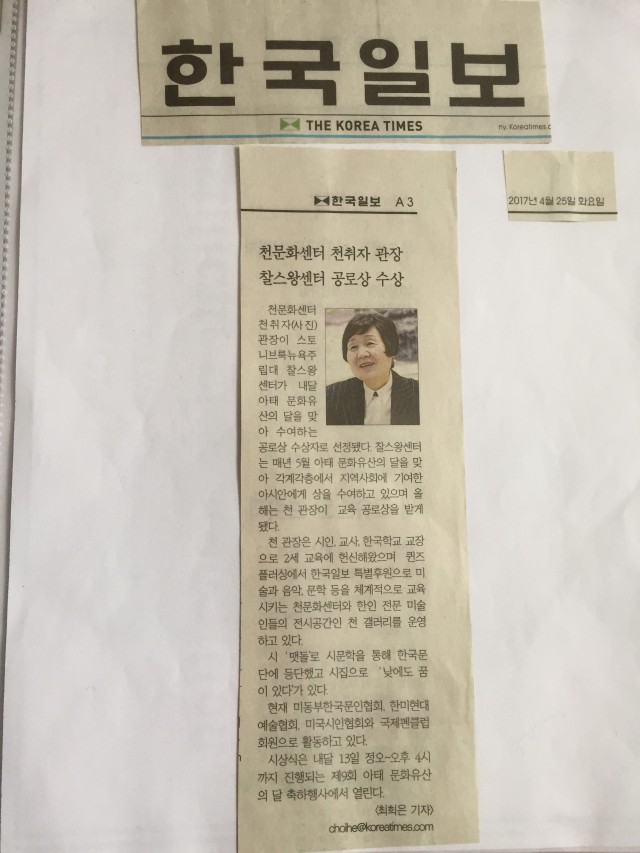 한국일보
THE KOREA TIMES
ny. Koreatimes.c
한국일보 A3
2017년 4월 25일 화요일
천문화센터 천취자 관장
찰스왕센터 공로상 수상
천문화센터
천취자(사진)
관장이 스토
니브룩뉴욕주
립대 찰스왕
센터가 내달
아태 문화유
산의 달을 맞
아 수여하는
공로상 수상자로 선정됐다. 찰스왕센터
는 매년 5월 아태 문화유산의 달을 맞
아 각계각층에서 지역사회에 기여한
아시안에게 상을 수여하고 있으며 올
해는 천 관장이 교육 공로상을 받게
됐다.
천 관장은 시인, 교사, 한국학교 교장
으로 2세 교육에 헌신해왔으며 퀸즈
플러싱에서 한국일보 특별후원으로 미
술과 음악, 문학 등을 체계적으로 교육
시키는 천문화센터와 한인 전문 미술
인들의 전시공간인 천 갤러리를 운영
하고 있다.
시 '맷돌'로 시문학을 통해 한국문
단에 등단했고 시집으로 '낮에도 꿈
이 있다'가 있다.
현재 미동부한국문인협회, 한미현대
예술협회, 미국시인협회와 국제펜클럽
회원으로 활동하고 있다.
시상식은 내달 13일 정오~오후 4시
까지 진행되는 제9회 아태 문화유산
의 달 축하행사에서 열린다.
<최희은 기자>
choihe@koreatimes.com